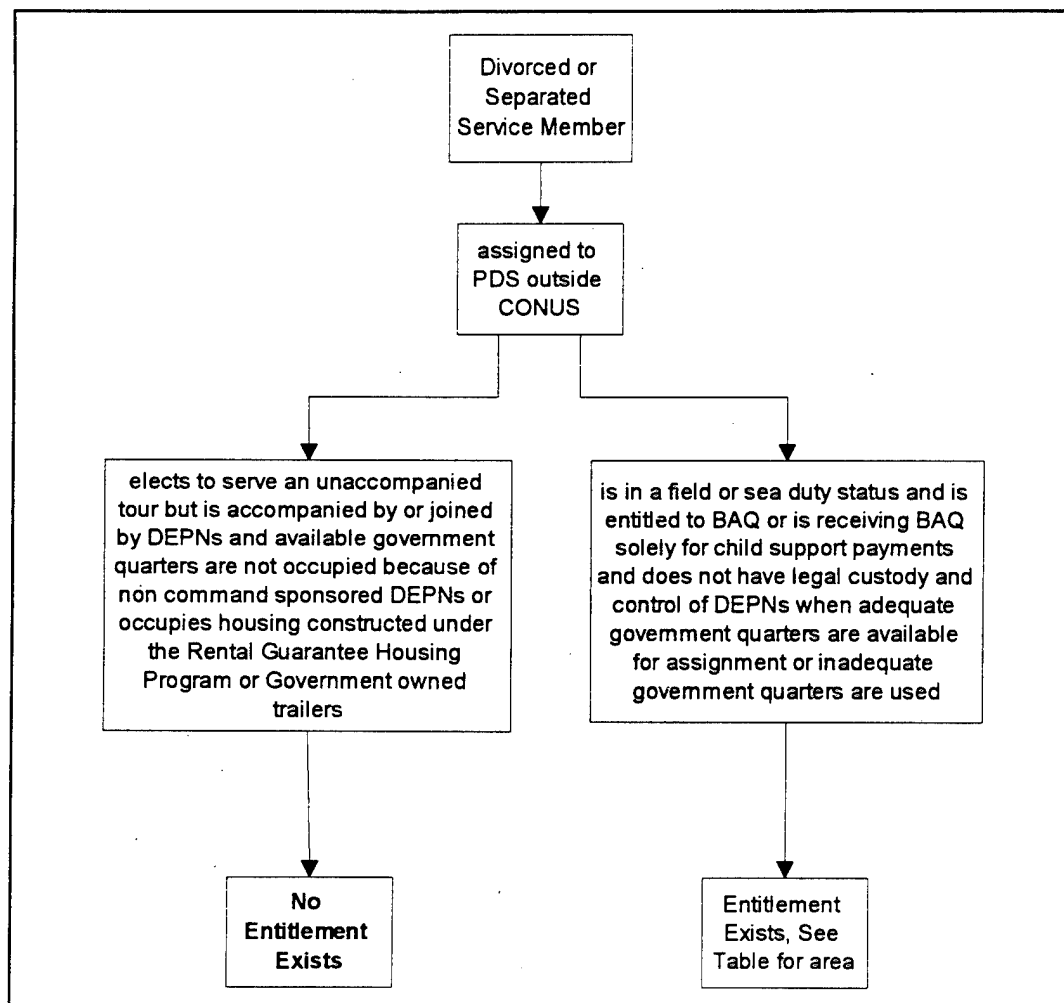 Divorced or
Separated
Service Member
assigned to
PDS outside
CONUS
elects to serve an unaccompanied
tour but is accompanied by or joined
by DEPNs and available government
quarters are not occupied because of
non command sponsored DEPNs or
occupies housing constructed under
the Rental Guarantee Housing
Program or Government owned
trailers
is in a field or sea duty status and is
entitled to BAQ or is receiving BAQ
solely for child support payments
and does not have legal custody and
control of DEPNs when adequate
government quarters are available
for assignment or inadequate
government quarters are used
No
Entitlement
Exists
Entitlement
Exists, See
Table for area